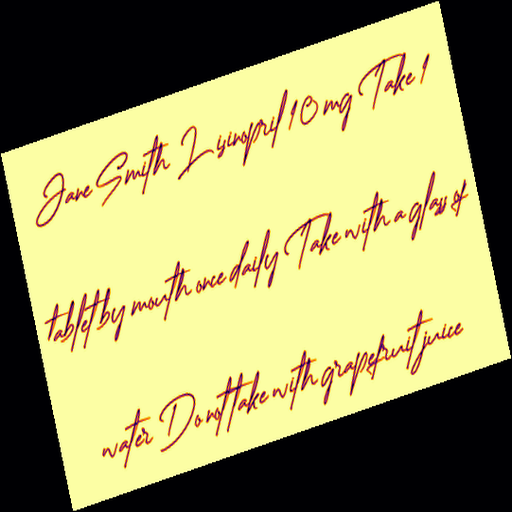 Jane Smith Lisinopril 10 mg Take 1
tablet by mouth once daily Take with a glass of
water Do not take with grapefruit juice